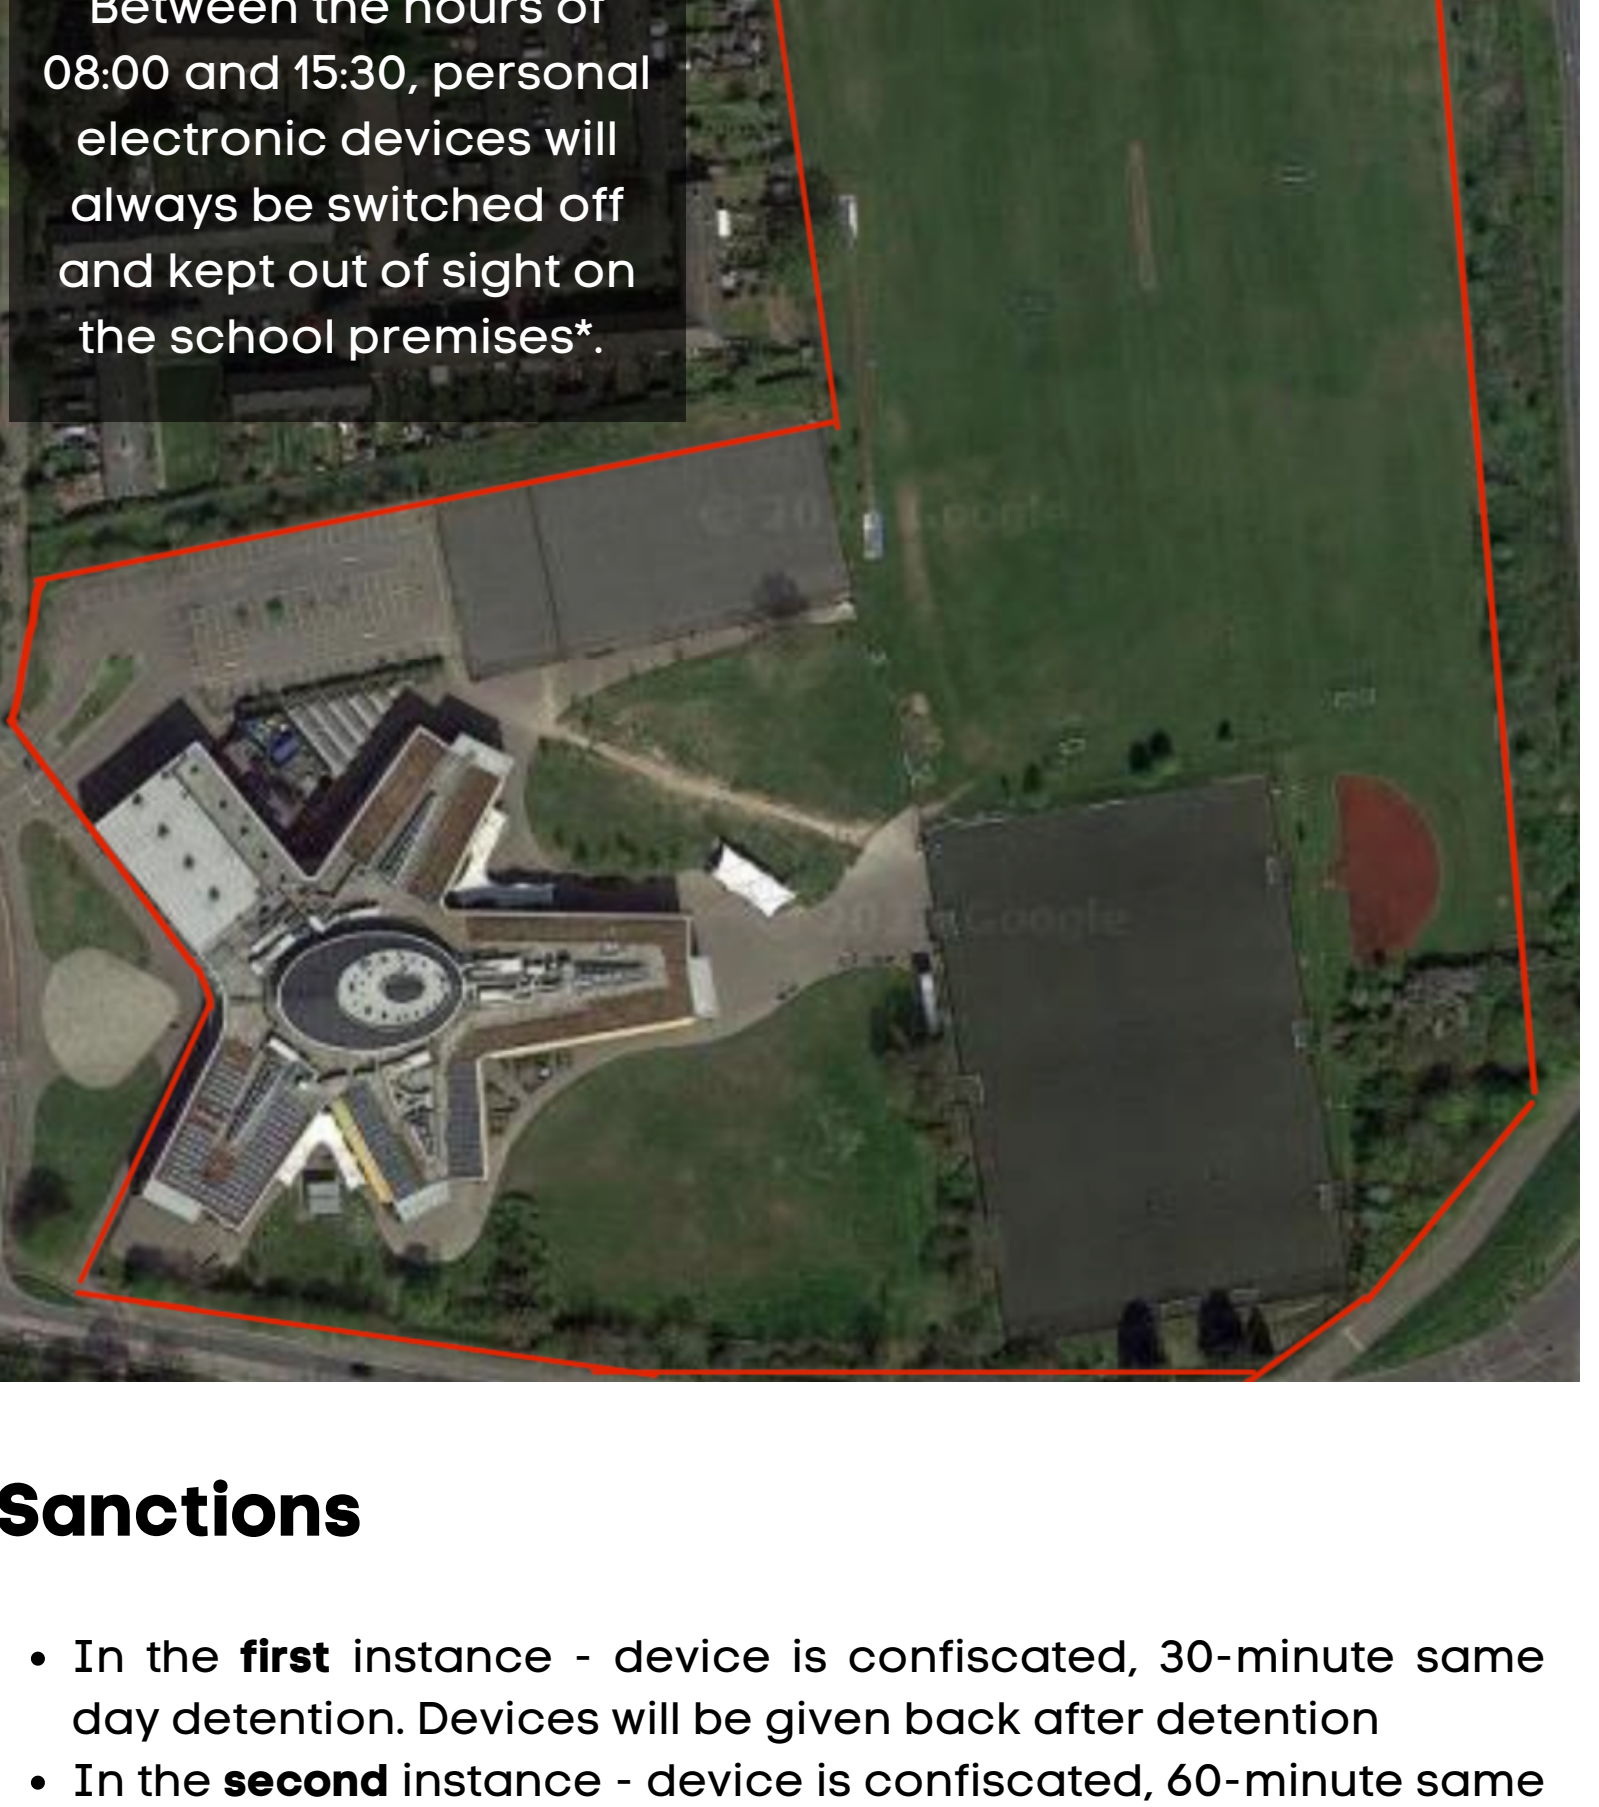 Between the hours of
08:00 and 15:30, personal
electronic devices will
always be switched off
and kept out of sight on
the school premises*.
Google
Sanctions
• In the first instance - device is confiscated, 30-minute same
day detention. Devices will be given back after detention
• In the second instance - device is confiscated, 60-minute same